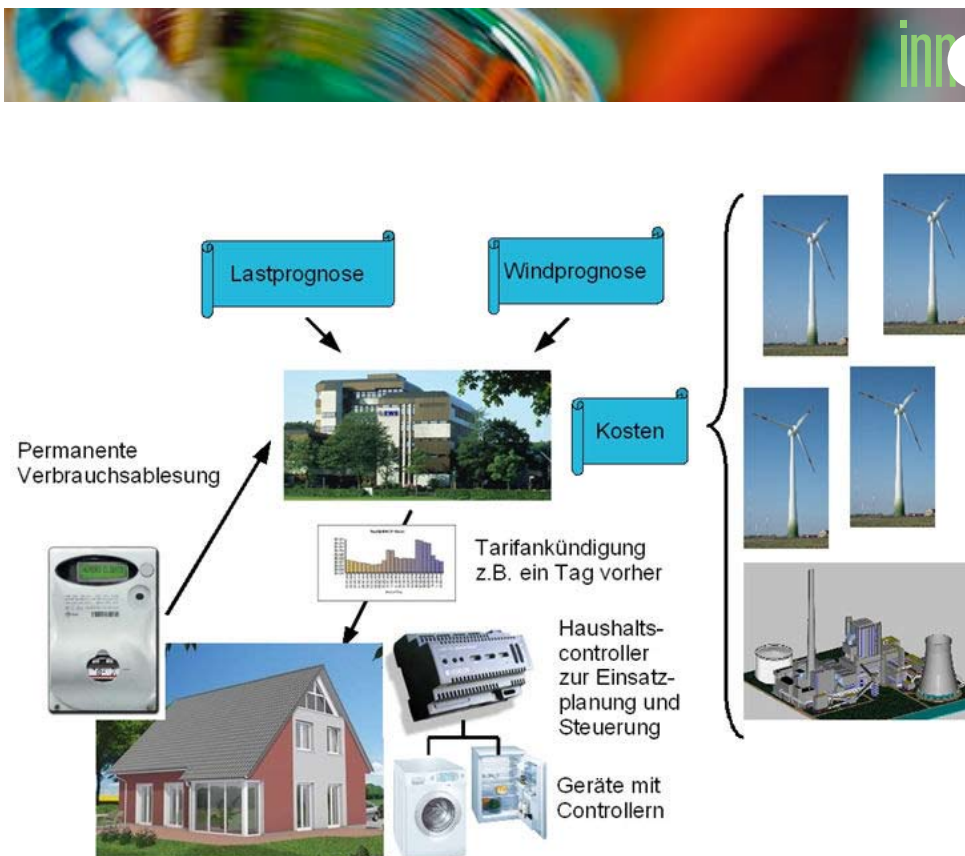 inn
Lastprognose
Windprognose
Kosten
Permanente
Verbrauchsablesung
Tarifankündigung
z.B. ein Tag vorher
Haushalts-
controller
zur Einsatz-
planung und
Steuerung
Geräte mit
Controllern